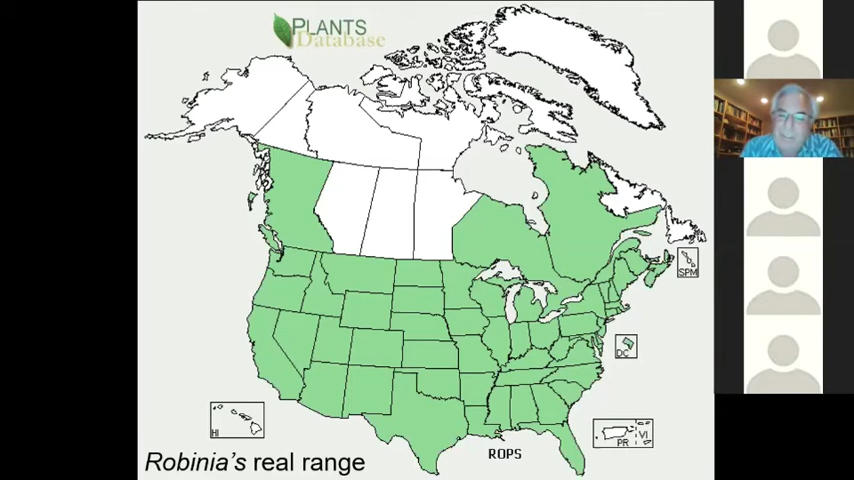 PLANTS
Database
SPM
DC
HI
PR
VI
ROPS
Robinia's real range